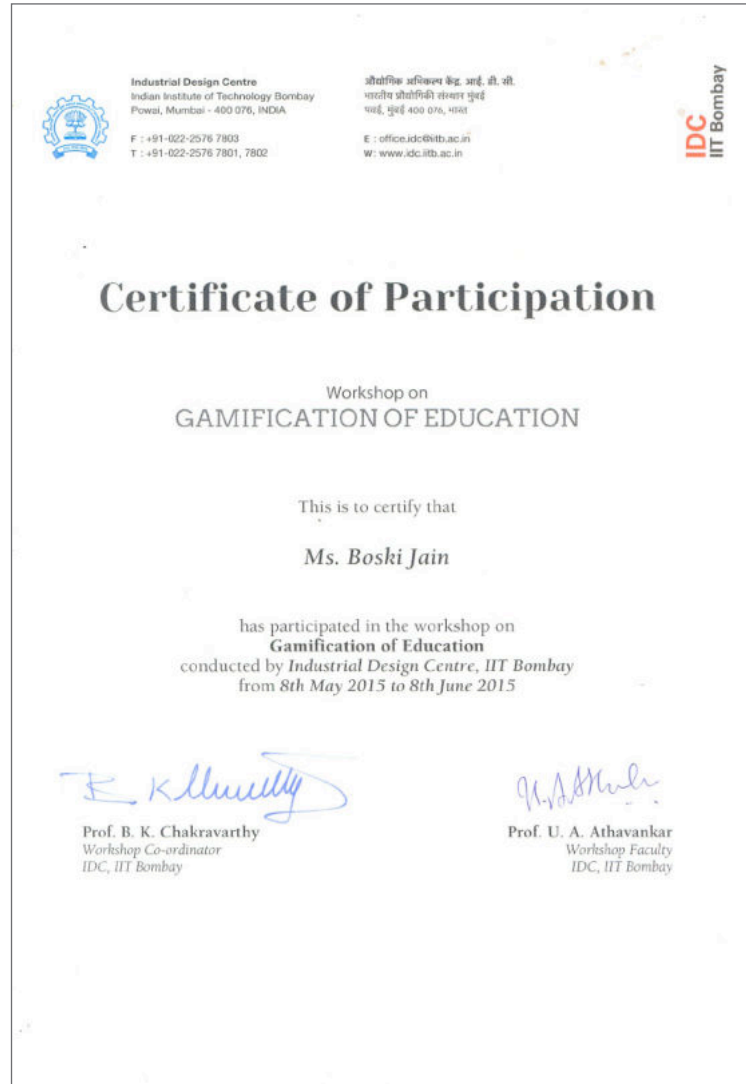 Industrial Design Centre
Indian Institute of Technology Bombay
Powai, Mumbai - 400 076, INDIA
F : +91-022-2576 7803
T : +91-022-2576 7801, 7802
औद्योगिक अभिकल्प केंद्र, आई. डी. सी.
भारतीय प्रौद्योगिकी संस्थान मुंबई
पवई, मुंबई 400 076, भारत
E : office.idc@iitb.ac.in
W: www.idc.iitb.ac.in
IDC
IIT Bombay
Certificate of Participation
Workshop on
GAMIFICATION OF EDUCATION
This is to certify that
Ms. Boski Jain
has participated in the workshop on
Gamification of Education
conducted by Industrial Design Centre, IIT Bombay
from 8th May 2015 to 8th June 2015
Prof. B. K. Chakravarthy
Workshop Co-ordinator
IDC, IIT Bombay
Prof. U. A. Athavankar
Workshop Faculty
IDC, IIT Bombay